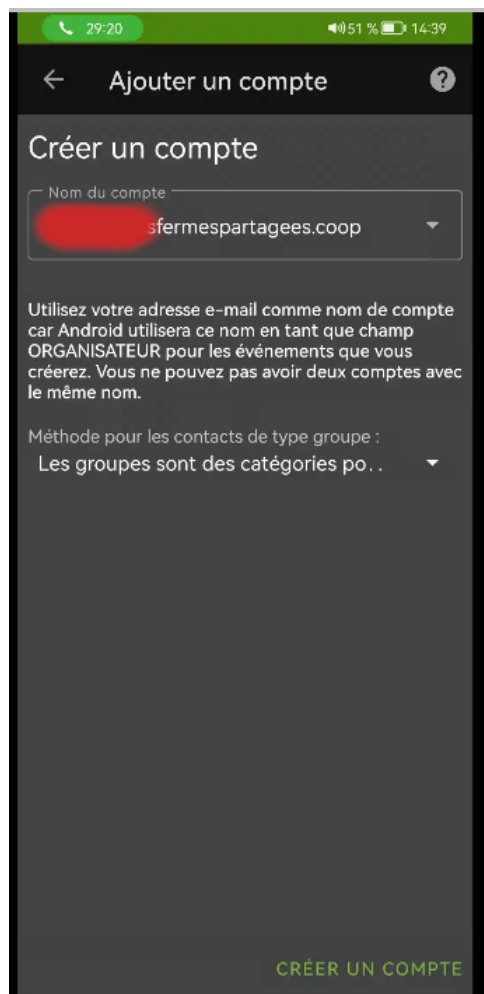 29:20 51 % 14:39
Ajouter un compte ?
Créer un compte
Nom du compte
sfermespartagees.coop
Utilisez votre adresse e-mail comme nom de compte
car Android utilisera ce nom en tant que champ
ORGANISATEUR pour les événements que vous
créerez. Vous ne pouvez pas avoir deux comptes avec
le même nom.
Méthode pour les contacts de type groupe :
Les groupes sont des catégories po..
CRÉER UN COMPTE